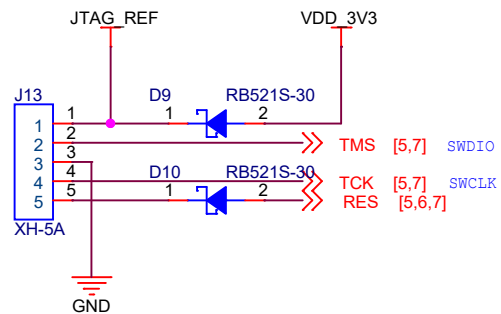 JTAG_REF VDD_3V3
J13 D9 RB521S-30
1 1 1 2
2 2 TMS [5,7] SWDIO
3 3 D10 RB521S-30
4 4 TCK [5,7] SWCLK
5 5 1 2 RES [5,6,7]
XH-5A
GND